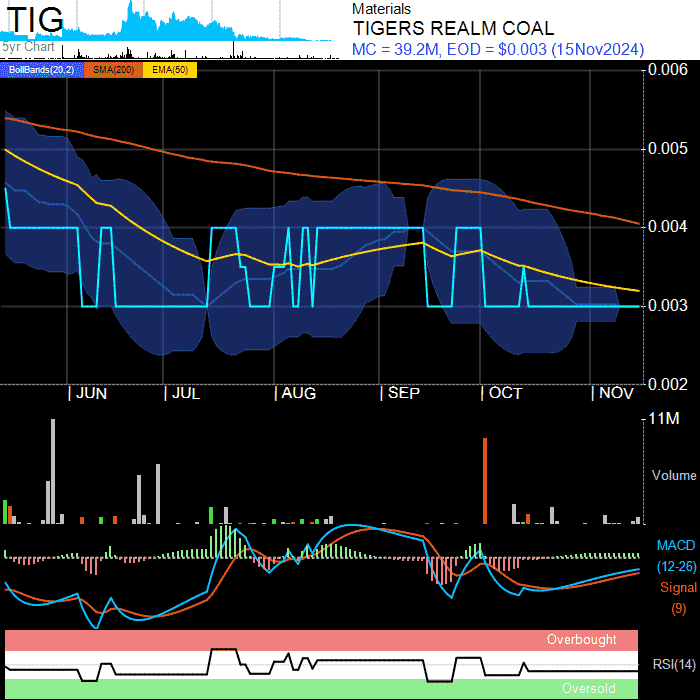 TIG
5yr Chart
Materials
TIGERS REALM COAL
MC = 39.2M, EOD = $0.003 (15Nov2024)
BollBands(20,2) SMA(200) EMA(50)
0.006
0.005
0.004
0.003
0.002
JUN JUL AUG SEP OCT NOV
11M
Volume
MACD
(12-26)
Signal
(9)
Overbought
RSI(14)
Oversold